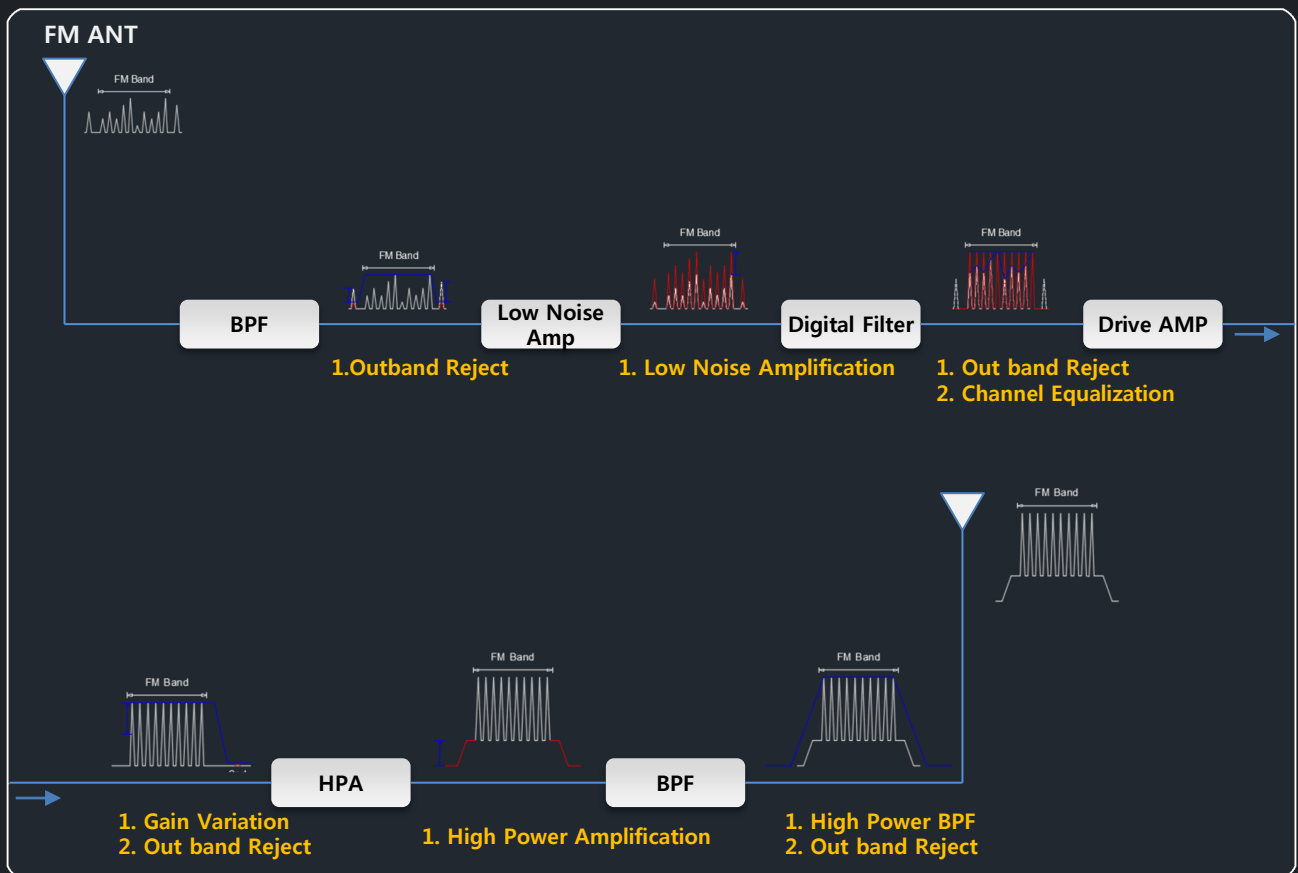 FM ANT
FM Band
FM Band
FM Band
FM Band
BPF
Low Noise
Amp
Digital Filter
Drive AMP
1.Outband Reject
1. Low Noise Amplification
1. Out band Reject
2. Channel Equalization
FM Band
FM Band
FM Band
FM Band
HPA
BPF
1. Gain Variation
2. Out band Reject
1. High Power Amplification
1. High Power BPF
2. Out band Reject